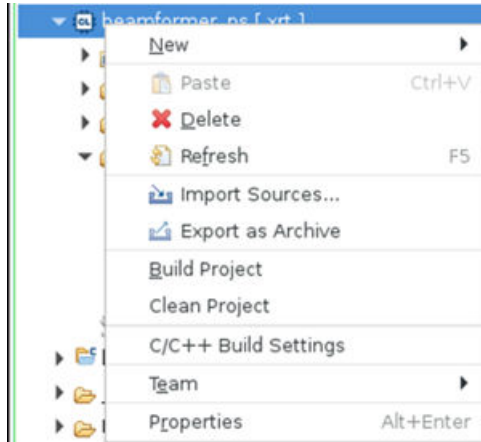 beamformer_ps [ xrt ]
New
Paste Ctrl+V
Delete
Refresh F5
Import Sources...
Export as Archive
Build Project
Clean Project
C/C++ Build Settings
Team
Properties Alt+Enter